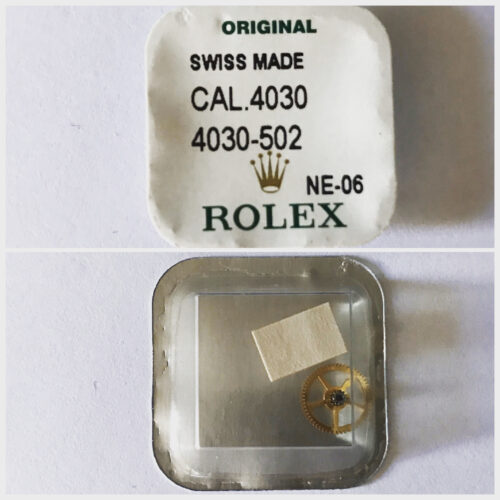 ORIGINAL
SWISS MADE
CAL.4030
4030-502
NE-06
ROLEX